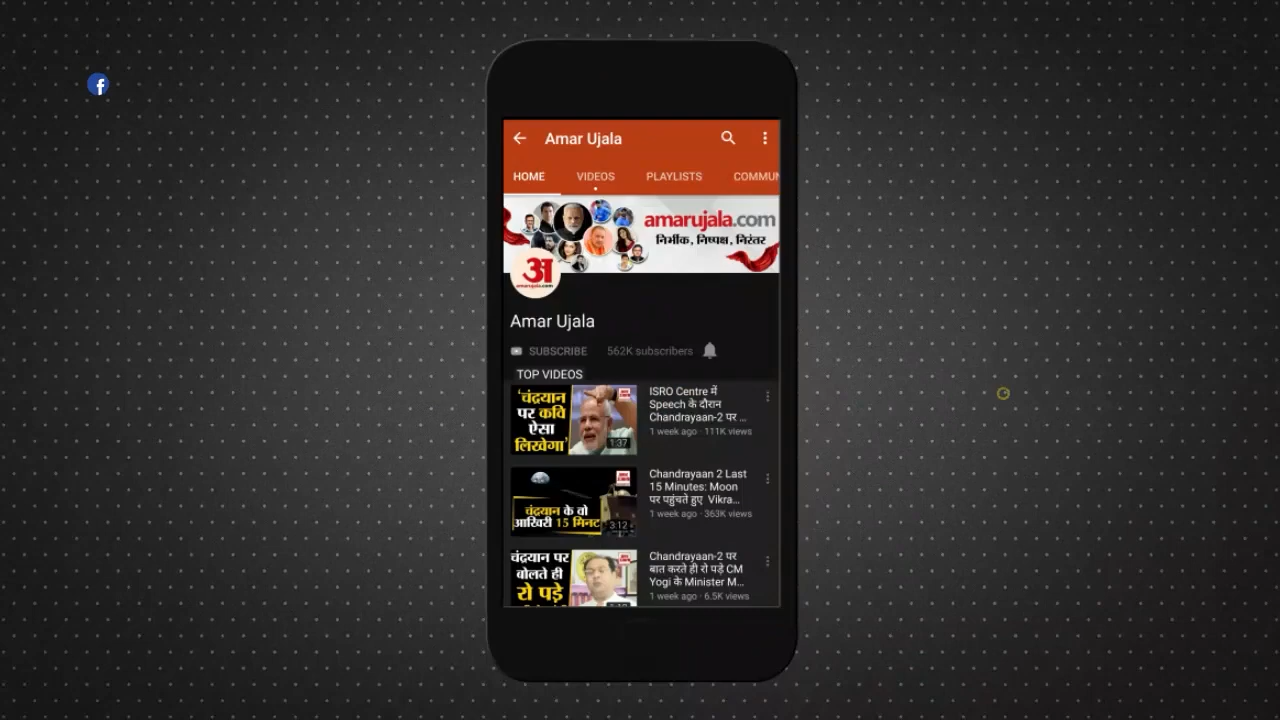 Amar Ujala
HOME VIDEOS PLAYLISTS COMMUN
amarujala.com
निर्भीक, निष्पक्ष, निरंतर
अ
amarujala.com
Amar Ujala
SUBSCRIBE 562K subscribers
TOP VIDEOS
'चंद्रयान
पर कवि
ऐसा
लिखेगा'
1:37
ISRO Centre में
Speech के दौरान
Chandrayaan-2 पर ...
1 week ago · 111K views
चंद्रयान के वो
आखिरी 15 मिनट
3:12
Chandrayaan 2 Last
15 Minutes: Moon
पर पहुंचते हुए Vikra...
1 week ago · 363K views
चंद्रयान पर
बोलते ही
रो पड़े
Chandrayaan-2 पर
बात करते ही रो पड़े CM
Yogi के Minister M...
1 week ago · 6.5K views